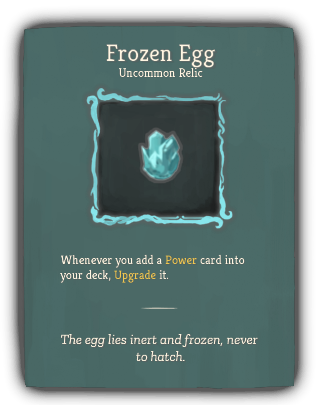 Frozen Egg
Uncommon Relic
Whenever you add a Power card into
your deck, Upgrade it.
The egg lies inert and frozen, never
to hatch.